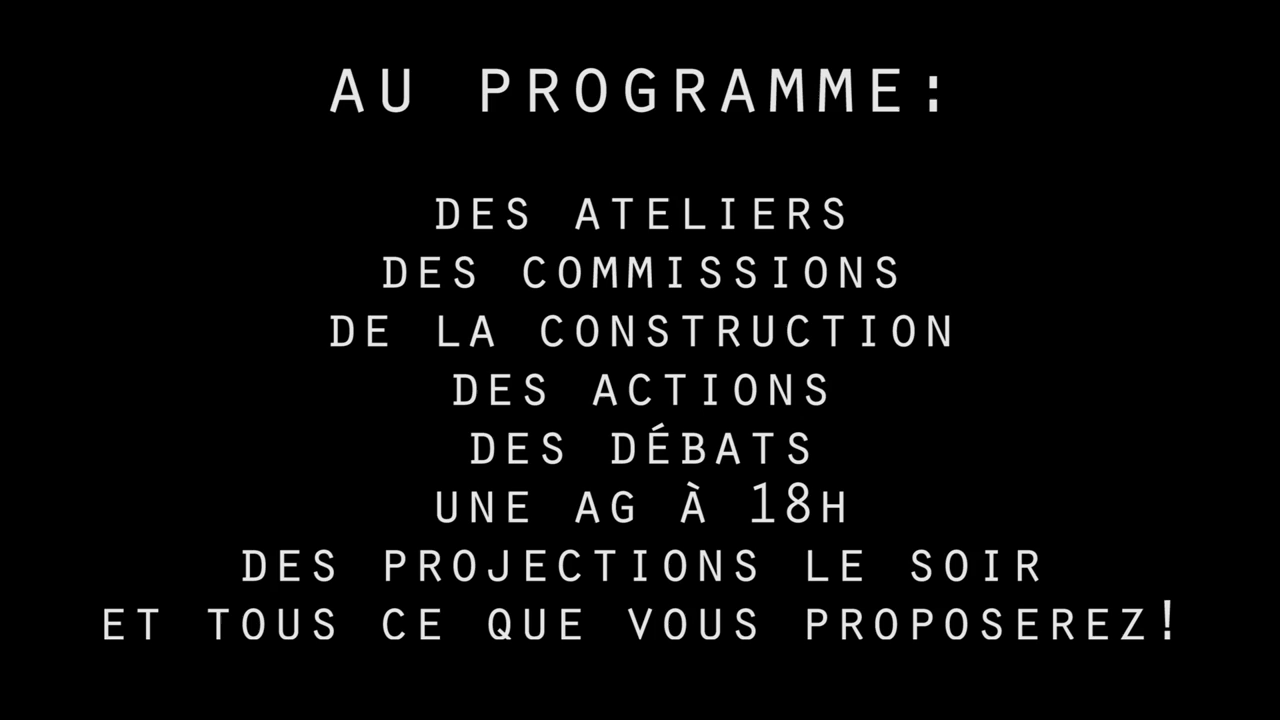 AU PROGRAMME:
DES ATELIERS
DES COMMISSIONS
DE LA CONSTRUCTION
DES ACTIONS
DES DÉBATS
UNE AG À 18H
DES PROJECTIONS LE SOIR
ET TOUS CE QUE VOUS PROPOSEREZ!